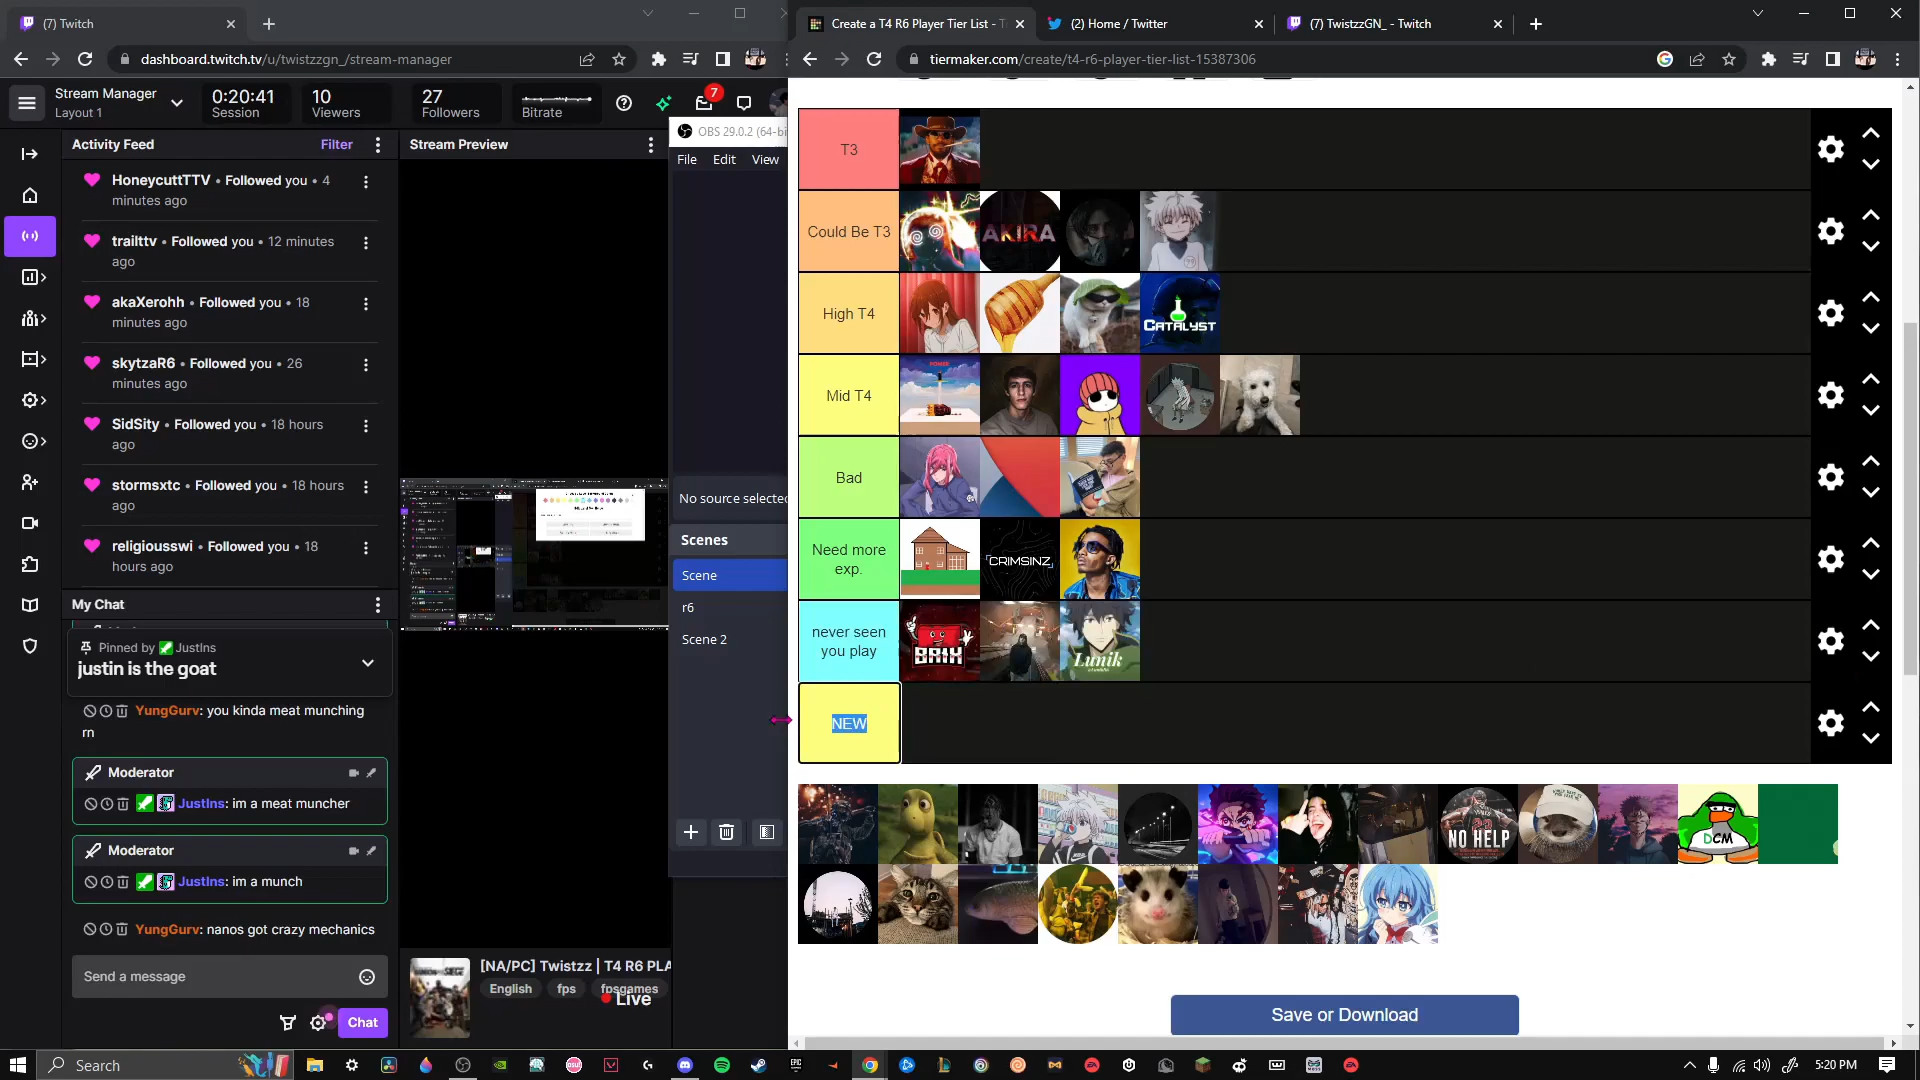 (7) Twitch
dashboard.twitch.tv/u/twistzzgn_/stream-manager
Stream Manager
Layout 1
0:20:41
Session
10
Viewers
27
Followers
Bitrate
7
Activity Feed
Filter
HoneycuttTTV • Followed you • 4
minutes ago
trailttv • Followed you • 12 minutes
ago
akaXerohh • Followed you • 18
minutes ago
skytzaR6 • Followed you • 26
minutes ago
SidSity • Followed you • 18 hours
ago
stormsxtc • Followed you • 18 hours
ago
religiousswi • Followed you • 18
hours ago
My Chat
Pinned by JustIns
justin is the goat
YungGurv: you kinda meat munching
rn
Moderator
JustIns: im a meat muncher
Moderator
JustIns: im a munch
YungGurv: nanos got crazy mechanics
Send a message
Chat
Stream Preview
[NA/PC] Twistzz | T4 R6 PLA
English
fps
fpsgames
Live
OBS 29.0.2 (64-bi
File
Edit
View
No source selected
Scenes
Scene
r6
Scene 2
Create a T4 R6 Player Tier List - T
(2) Home / Twitter
(7) TwistzzGN_ - Twitch
tiermaker.com/create/t4-r6-player-tier-list-15387306
T3
Could Be T3
AKIRA
High T4
CATALYST
Mid T4
Bad
Need more
exp.
CRIMSINZ
never seen
you play
BRIX
Lunik
NEW
NO HELP
DCM
Save or Download
Search
EPIC
5:20 PM